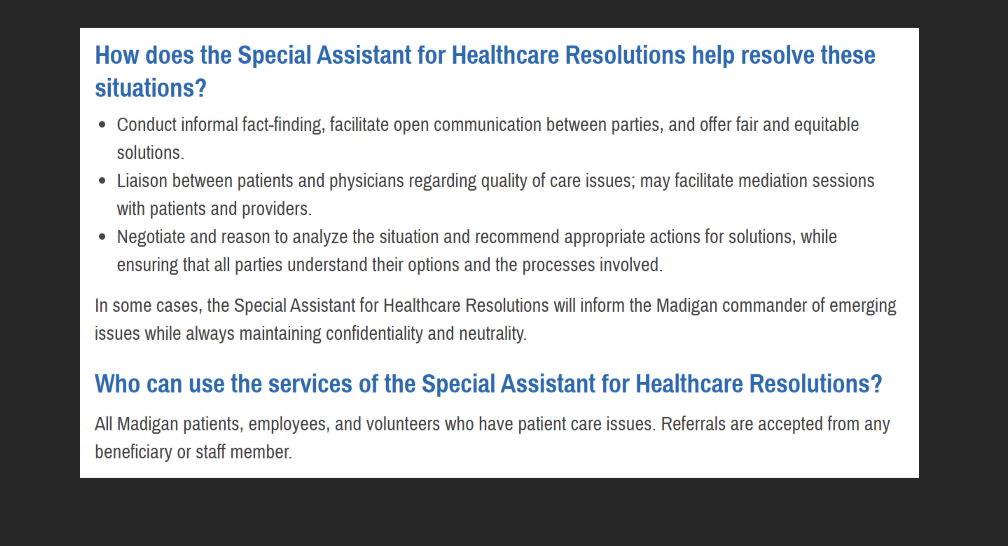 How does the Special Assistant for Healthcare Resolutions help resolve these
situations?
• Conduct informal fact-finding, facilitate open communication between parties, and offer fair and equitable
solutions.
• Liaison between patients and physicians regarding quality of care issues; may facilitate mediation sessions
with patients and providers.
• Negotiate and reason to analyze the situation and recommend appropriate actions for solutions, while
ensuring that all parties understand their options and the processes involved.
In some cases, the Special Assistant for Healthcare Resolutions will inform the Madigan commander of emerging
issues while always maintaining confidentiality and neutrality.
Who can use the services of the Special Assistant for Healthcare Resolutions?
All Madigan patients, employees, and volunteers who have patient care issues. Referrals are accepted from any
beneficiary or staff member.